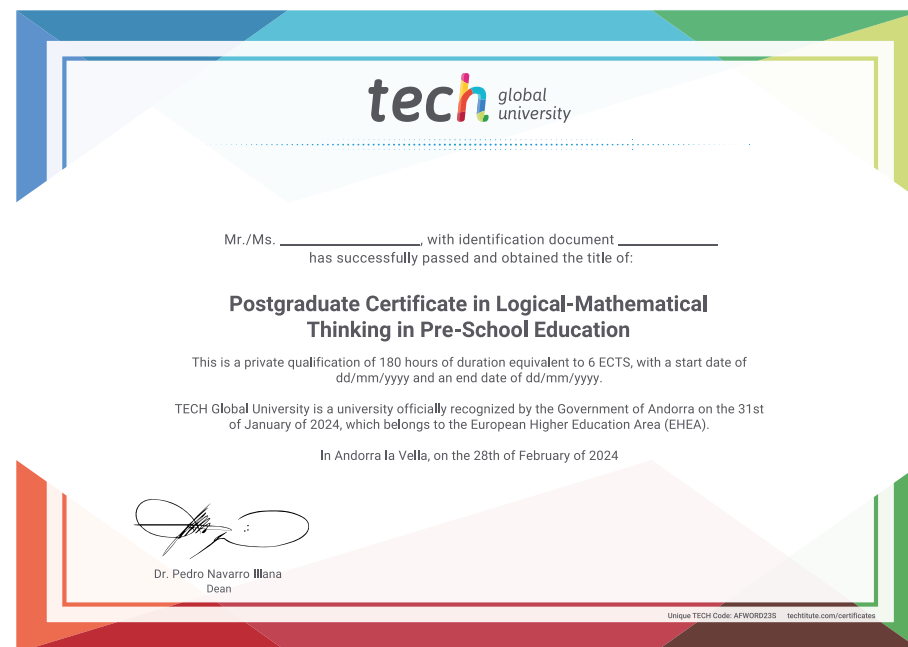 tech global
university
Mr./Ms. ____________________, with identification document ______________
has successfully passed and obtained the title of:
Postgraduate Certificate in Logical-Mathematical
Thinking in Pre-School Education
This is a private qualification of 180 hours of duration equivalent to 6 ECTS, with a start date of
dd/mm/yyyy and an end date of dd/mm/yyyy.
TECH Global University is a university officially recognized by the Government of Andorra on the 31st
of January of 2024, which belongs to the European Higher Education Area (EHEA).
In Andorra la Vella, on the 28th of February of 2024
Dr. Pedro Navarro Illana
Dean
Unique TECH Code: AFWORD23S techtitute.com/certificates